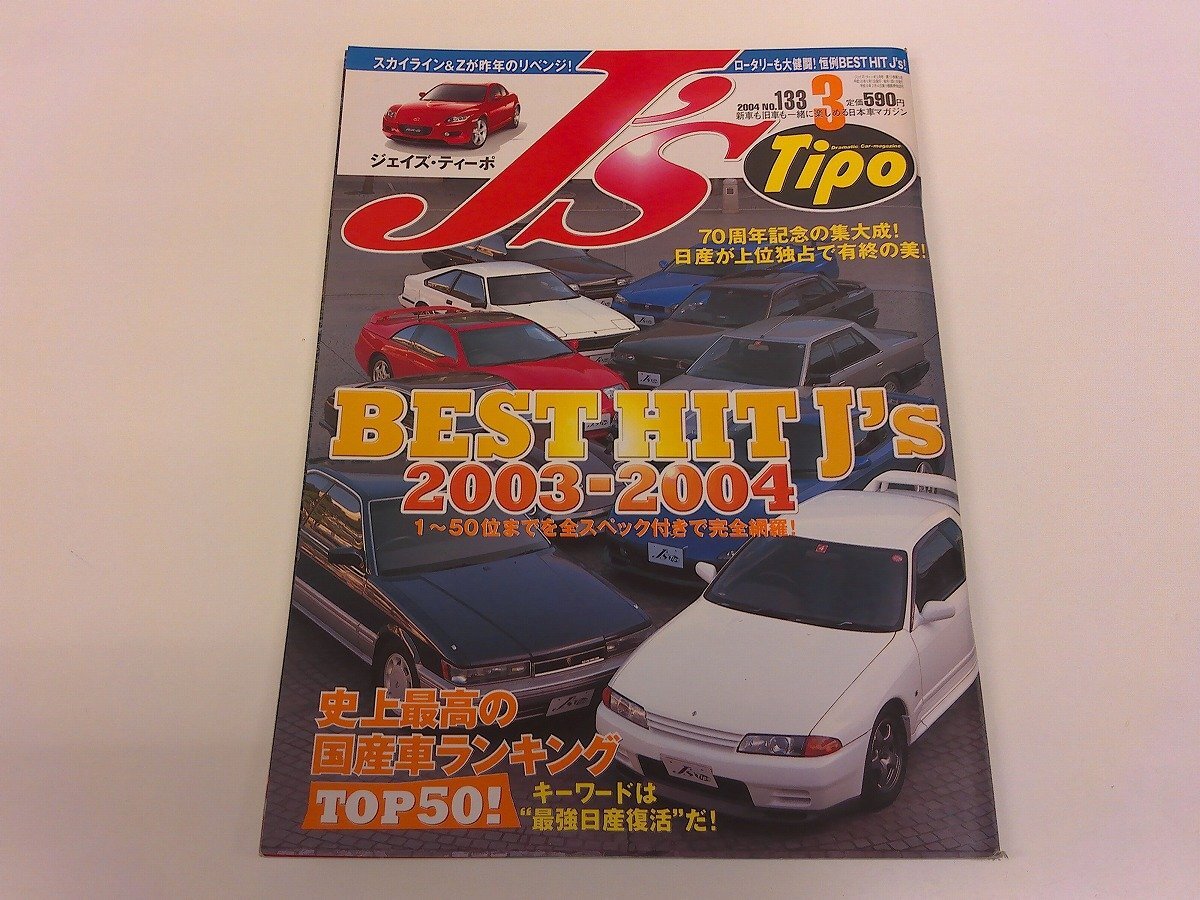 スカイライン&Zが昨年のリベンジ!
ロータリーも大健闘! 恒例BEST HIT J's!
J's
2004 NO.133
3
定価590円
新車も旧車も一緒に楽しめる日本車マガジン
ジェイズ・ティーポ
Dramatic Car-magazine
Tipo
70周年記念の集大成!
日産が上位独占で有終の美!
BEST HIT J's
2003-2004
1〜50位までを全スペック付きで完全網羅!
史上最高の
国産車ランキング
TOP50!
キーワードは
“最強日産復活”だ!